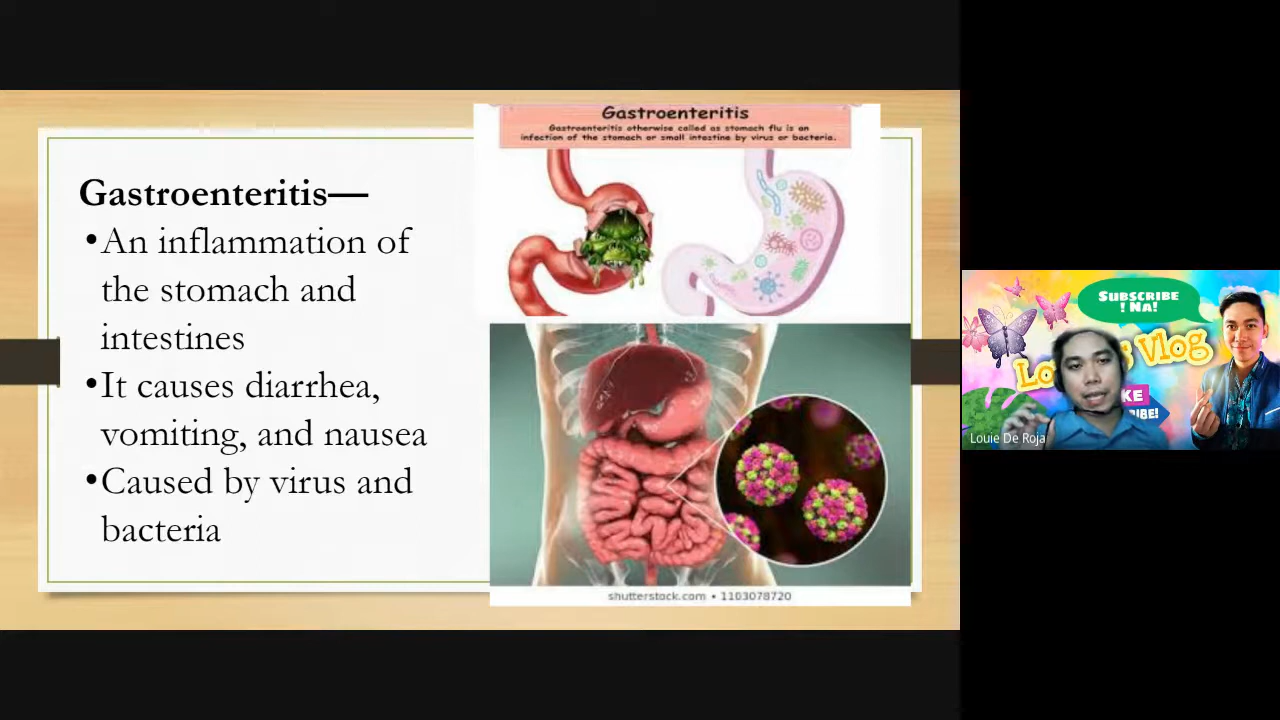 Gastroenteritis—
•An inflammation of
the stomach and
intestines
•It causes diarrhea,
vomiting, and nausea
•Caused by virus and
bacteria
Gastroenteritis
Gastroenteritis otherwise called as stomach flu is an
infection of the stomach or small intestine by virus or bacteria.
shutterstock.com • 1103078720
SUBSCRIBE
! NA!
Vlog
Louie De Roja